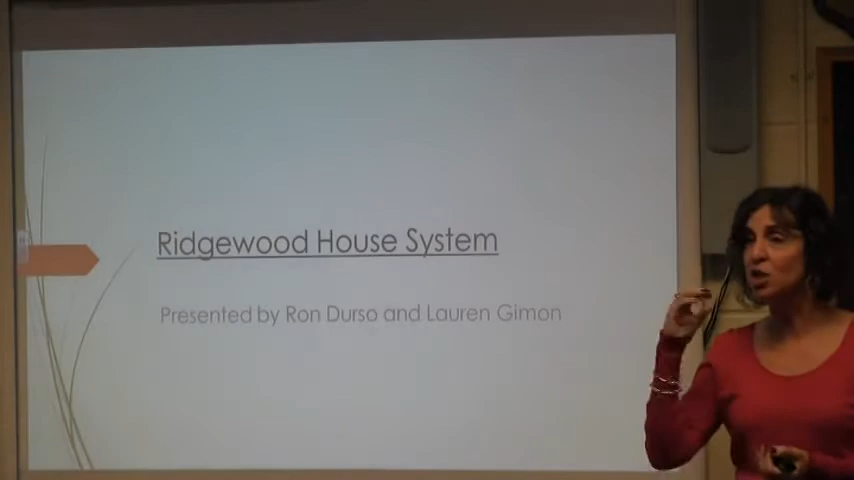 Ridgewood House System
Presented by Ron Durso and Lauren Gimon